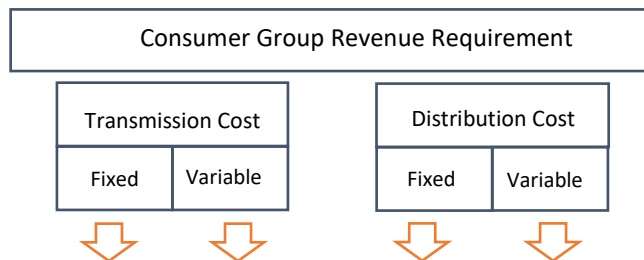 Consumer Group Revenue Requirement
Transmission Cost
Distribution Cost
Fixed
Variable
Fixed
Variable